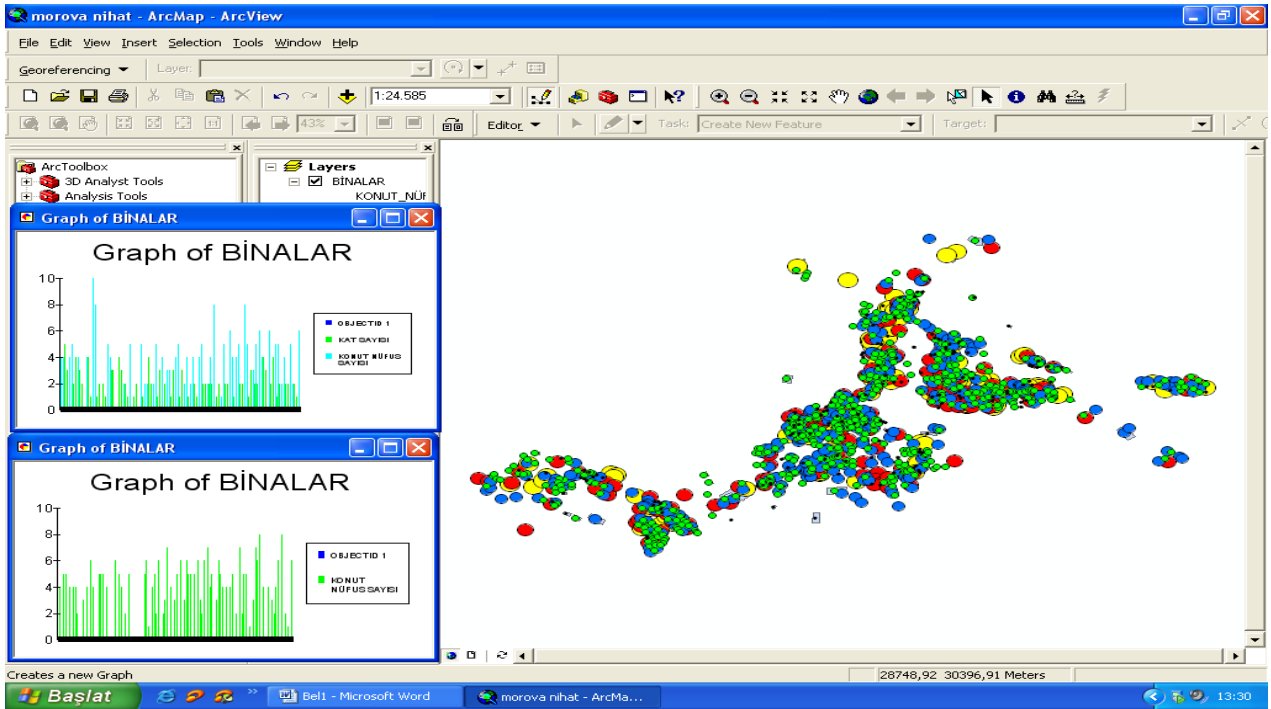 morova nihat - ArcMap - ArcView
File Edit View Insert Selection Tools Window Help
Georeferencing Layer:
1:24.585
43% Editor Task: Create New Feature Target:
ArcToolbox
3D Analyst Tools
Analysis Tools
Layers
BİNALAR
KONUT_NÜF
Graph of BİNALAR
Graph of BİNALAR
10
8
6
4
2
0
OBJECTID 1
KAT SAYISI
KONUT NÜFUS
SAYISI
Graph of BİNALAR
Graph of BİNALAR
10
8
6
4
2
0
OBJECTID 1
KONUT
NÜFUS SAYISI
Creates a new Graph
28748,92 30396,91 Meters
Başlat
Bel1 - Microsoft Word
morova nihat - ArcMa...
13:30